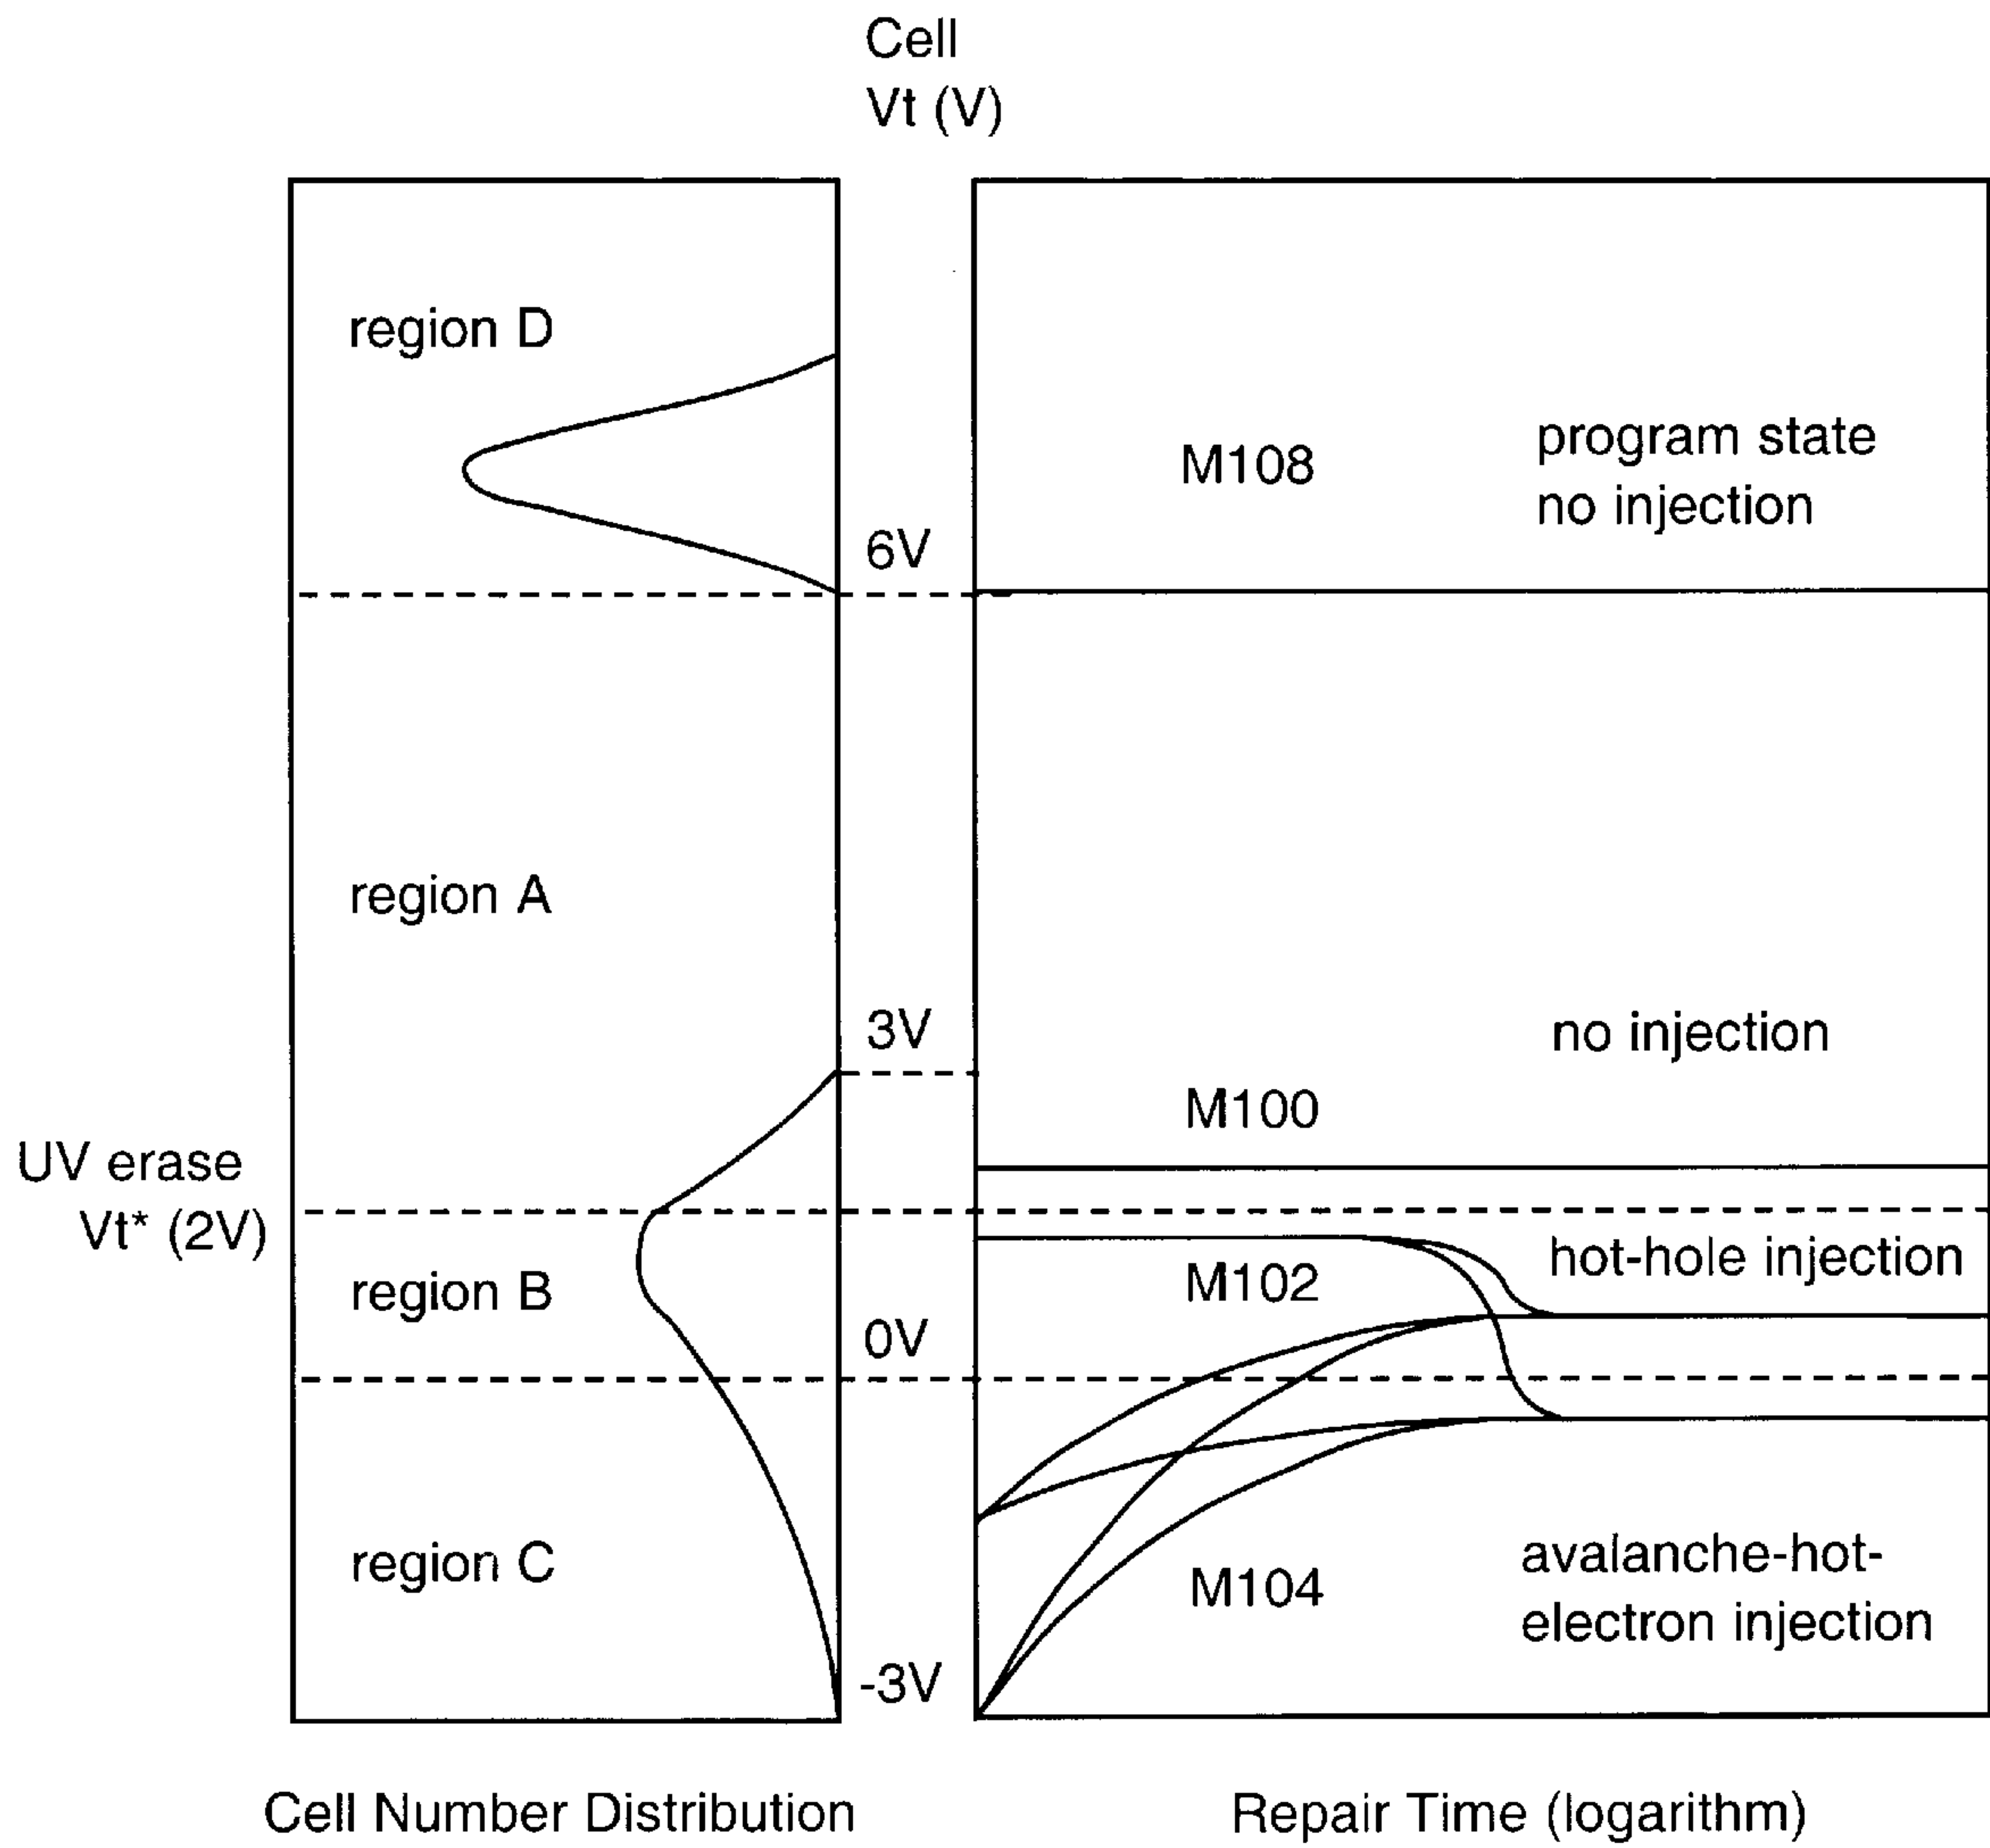 Cell
Vt (V)
region D
M108
program state
no injection
6V
region A
3V
no injection
M100
UV erase
Vt* (2V)
hot-hole injection
M102
region B
0V
region C
M104
avalanche-hot-
electron injection
-3V
Cell Number Distribution
Repair Time (logarithm)